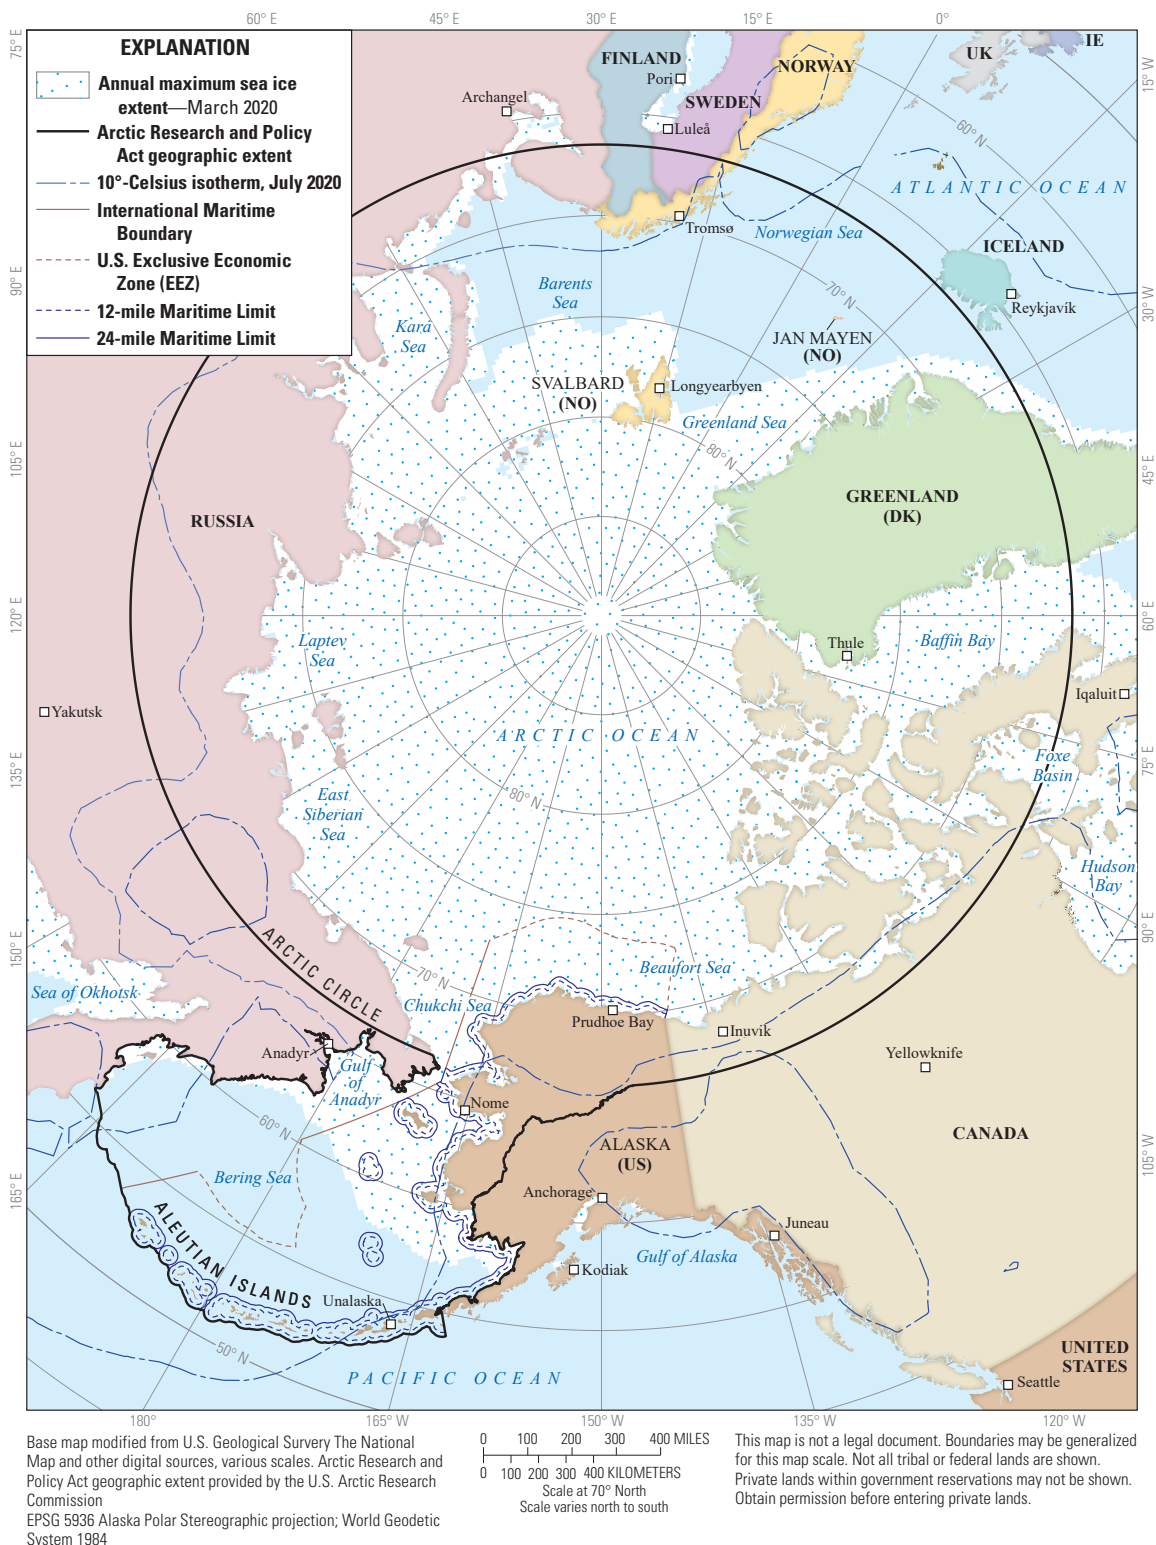 60° E
45° E
30° E
15° E
0°
75° E
EXPLANATION
Annual maximum sea ice
extent—March 2020
Arctic Research and Policy
Act geographic extent
10°-Celsius isotherm, July 2020
International Maritime
Boundary
U.S. Exclusive Economic
Zone (EEZ)
12-mile Maritime Limit
24-mile Maritime Limit
FINLAND
Pori
SWEDEN
NORWAY
UK
IE
15° W
Archangel
Luleå
60° N
ATLANTIC OCEAN
Tromsø
Norwegian Sea
ICELAND
Reykjavík
30° W
90° E
Barents
Sea
70° N
Kara
Sea
JAN MAYEN
(NO)
SVALBARD
(NO)
Longyearbyen
Greenland Sea
80° N
105° E
45° E
RUSSIA
GREENLAND
(DK)
120° E
60° E
Laptev
Sea
Thule
Baffin Bay
Iqaluit
Yakutsk
ARCTIC OCEAN
135° E
75° E
Foxe
Basin
80° N
East
Siberian
Sea
Hudson
Bay
90° E
150° E
ARCTIC CIRCLE
70° N
Beaufort Sea
Sea of Okhotsk
Chukchi Sea
Prudhoe Bay
Inuvik
Anadyr
Gulf
of
Anadyr
Yellowknife
Nome
60° N
CANADA
ALASKA
(US)
105° W
165° E
Bering Sea
Anchorage
Juneau
ALEUTIAN ISLANDS
Gulf of Alaska
Kodiak
Unalaska
50° N
UNITED
STATES
PACIFIC OCEAN
Seattle
180°
165° W
150° W
135° W
120° W
Base map modified from U.S. Geological Survery The National
Map and other digital sources, various scales. Arctic Research and
Policy Act geographic extent provided by the U.S. Arctic Research
Commission
EPSG 5936 Alaska Polar Stereographic projection; World Geodetic
System 1984
0 100 200 300 400 MILES
0 100 200 300 400 KILOMETERS
Scale at 70° North
Scale varies north to south
This map is not a legal document. Boundaries may be generalized
for this map scale. Not all tribal or federal lands are shown.
Private lands within government reservations may not be shown.
Obtain permission before entering private lands.